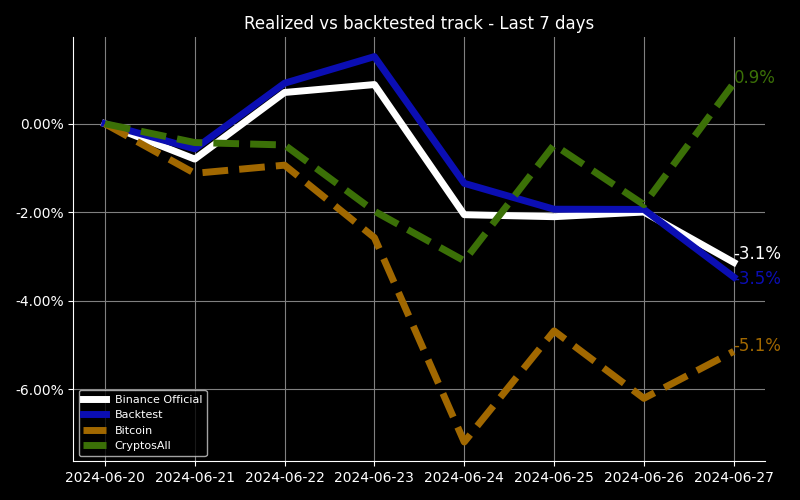 Realized vs backtested track - Last 7 days
0.9%
0.00%
-2.00%
-3.1%
-3.5%
-4.00%
-5.1%
-6.00%
Binance Official
Backtest
Bitcoin
CryptosAll
2024-06-20 2024-06-21 2024-06-22 2024-06-23 2024-06-24 2024-06-25 2024-06-26 2024-06-27